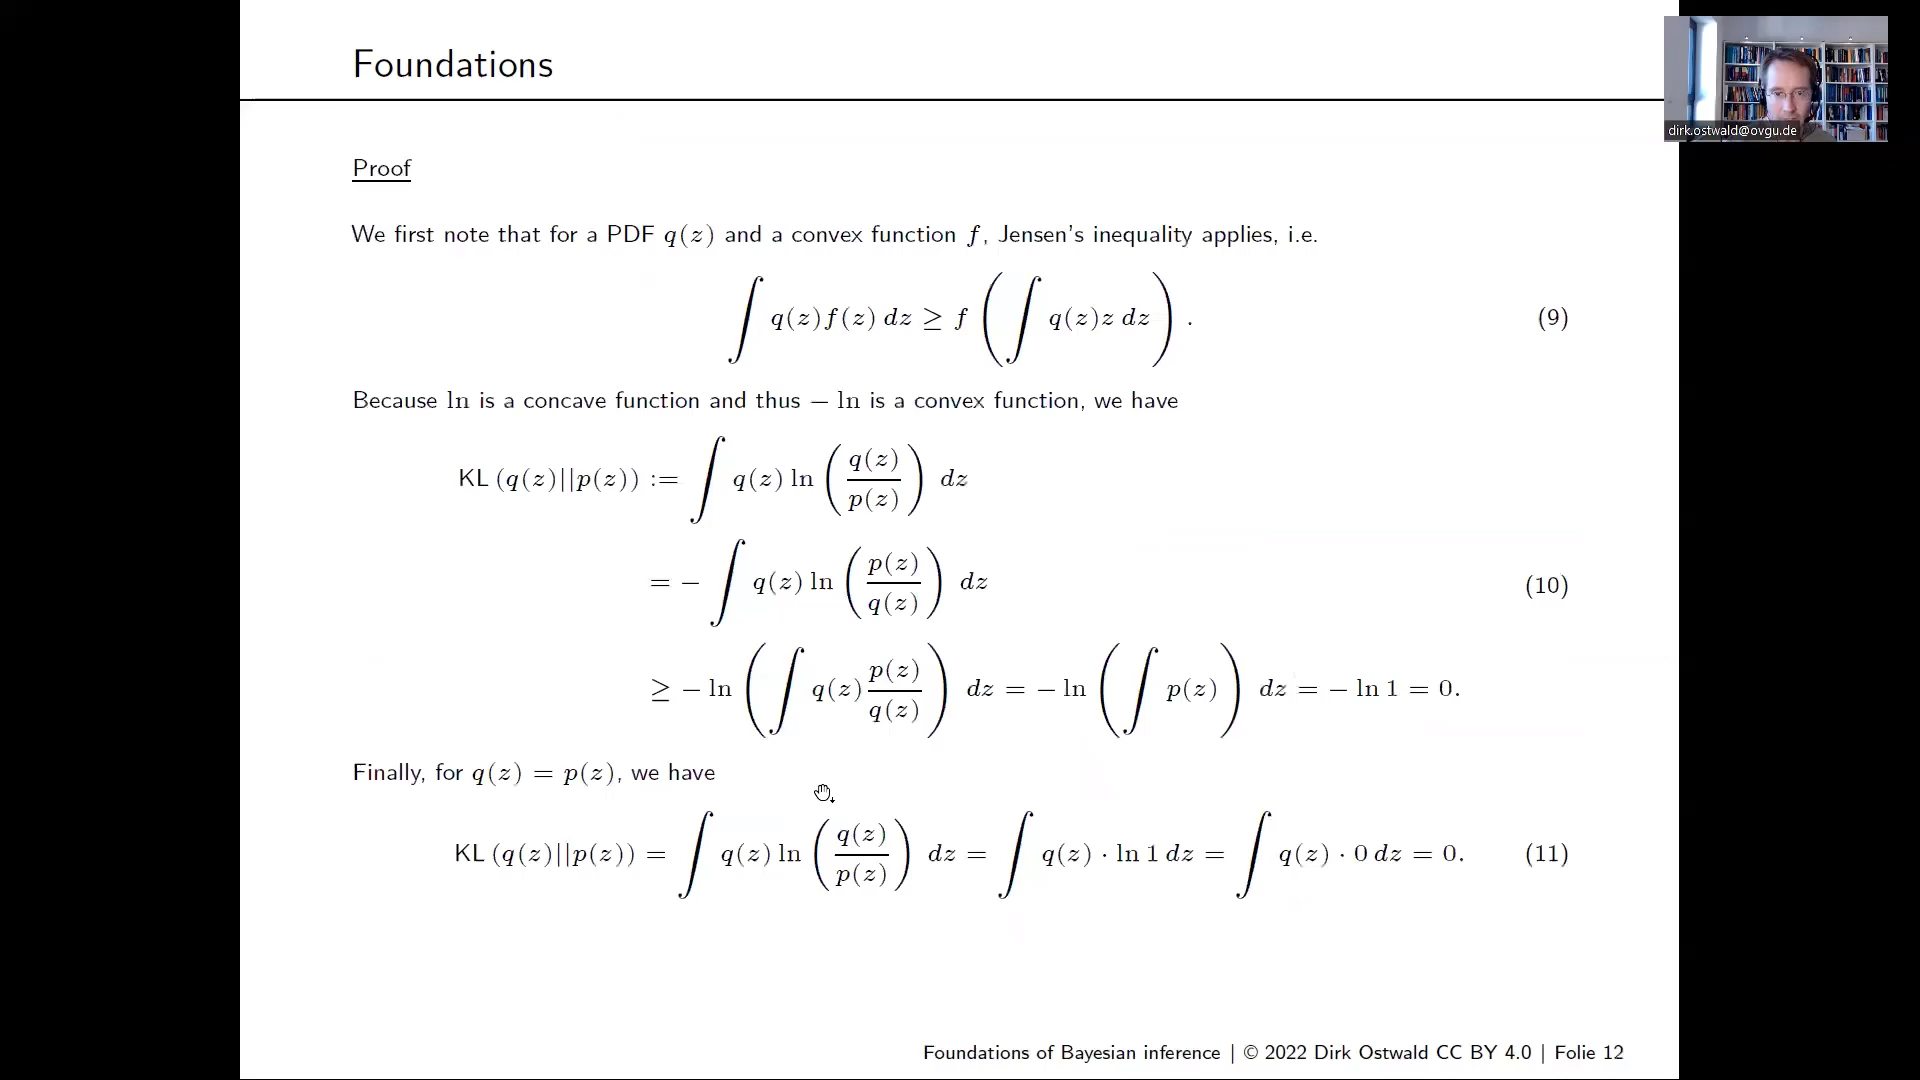 Foundations
dirk.ostwald@ovgu.de
Proof
We first note that for a PDF q(z) and a convex function f, Jensen's inequality applies, i.e.
∫ q(z)f(z) dz ≥ f (∫ q(z)z dz) . (9)
Because ln is a concave function and thus − ln is a convex function, we have
KL (q(z)||p(z)) := ∫ q(z) ln (q(z)/p(z)) dz
= − ∫ q(z) ln (p(z)/q(z)) dz (10)
≥ − ln (∫ q(z) p(z)/q(z)) dz = − ln (∫ p(z)) dz = − ln 1 = 0.
Finally, for q(z) = p(z), we have
KL (q(z)||p(z)) = ∫ q(z) ln (q(z)/p(z)) dz = ∫ q(z) · ln 1 dz = ∫ q(z) · 0 dz = 0. (11)
Foundations of Bayesian inference | © 2022 Dirk Ostwald CC BY 4.0 | Folie 12